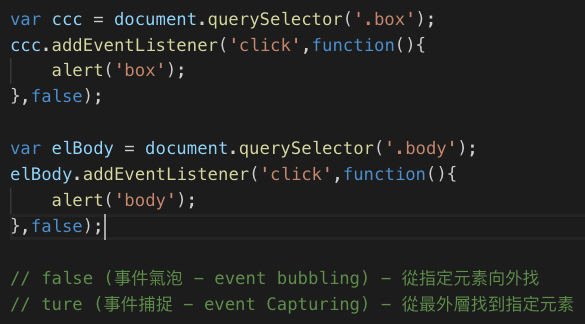 var ccc = document.querySelector('.box');
ccc.addEventListener('click',function(){
    alert('box');
},false);

var elBody = document.querySelector('.body');
elBody.addEventListener('click',function(){
    alert('body');
},false);

// false (事件氣泡 - event bubbling) - 從指定元素向外找
// ture (事件捕捉 - event Capturing) - 從最外層找到指定元素